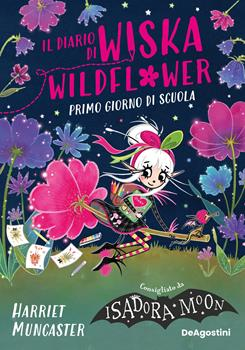 IL DIARIO
DI WISKA
WILDFLOWER
PRIMO GIORNO DI SCUOLA
Consigliato da
ISADORA MOON
HARRIET
MUNCASTER
DeAGOSTINI